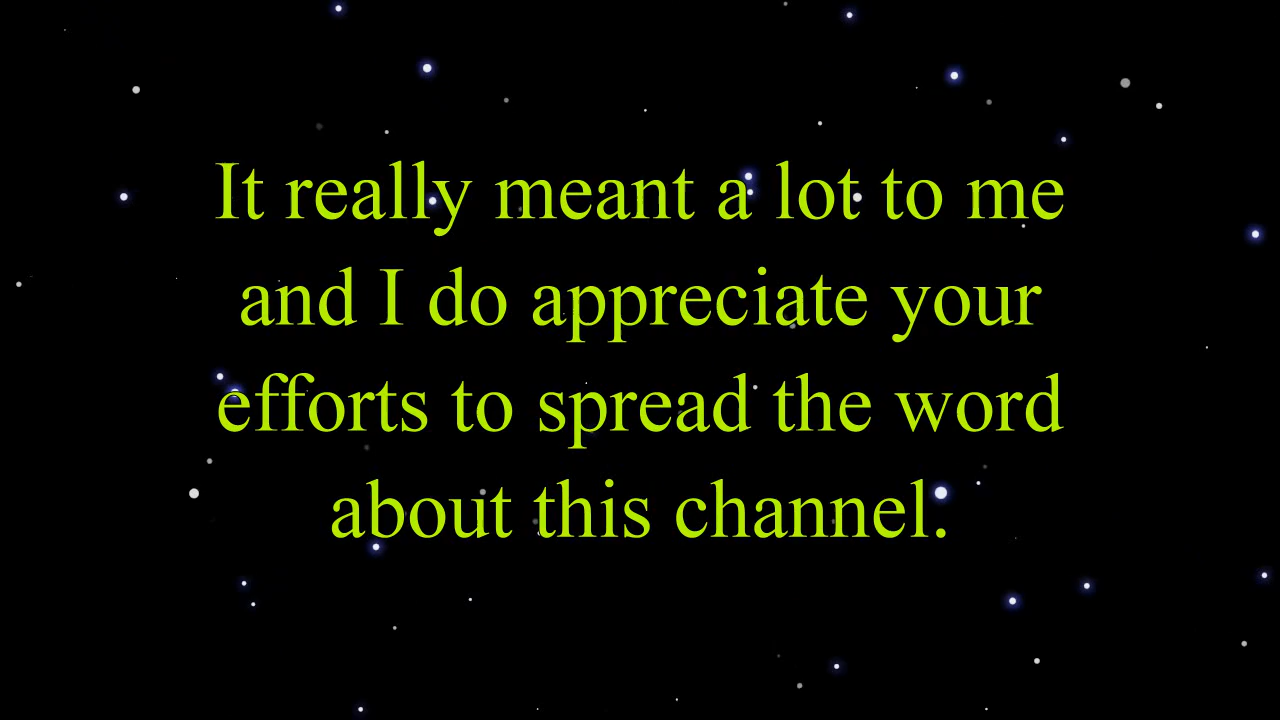 It really meant a lot to me
and I do appreciate your
efforts to spread the word
about this channel.